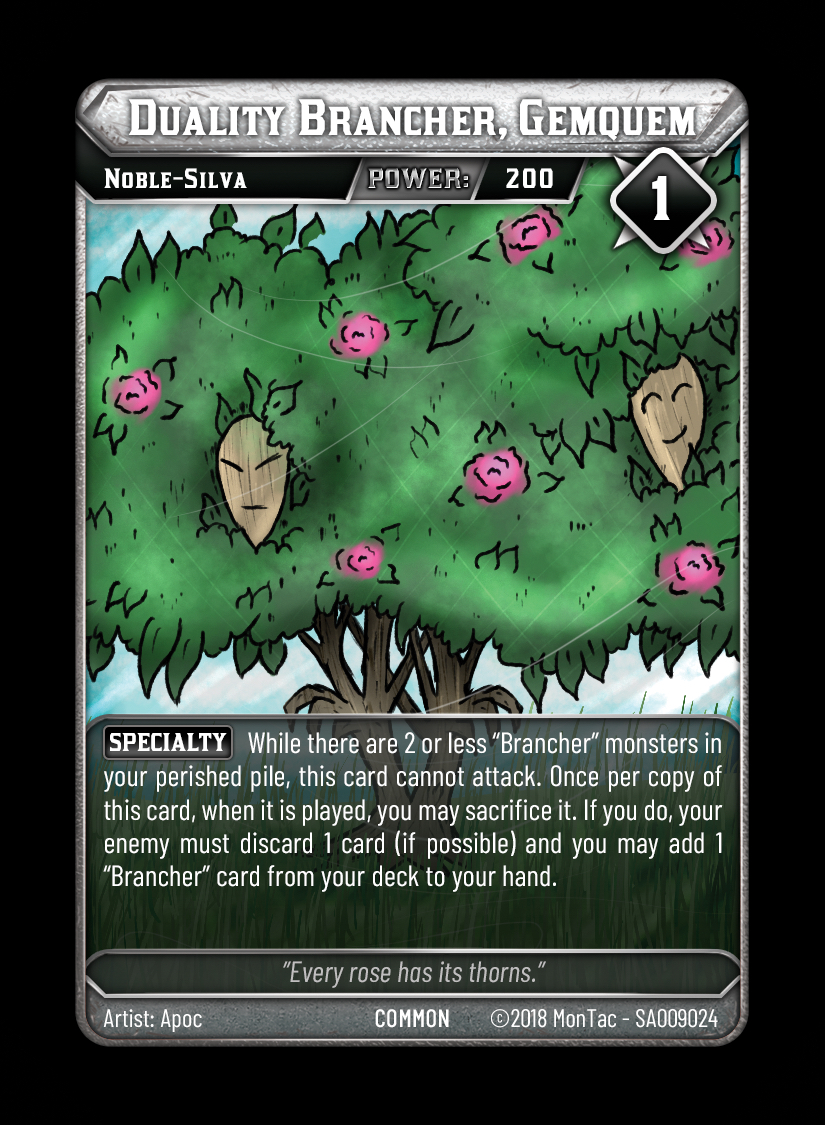 Duality Brancher, Gemquem
Noble-Silva POWER: 200
1
SPECIALTY While there are 2 or less "Brancher" monsters in
your perished pile, this card cannot attack. Once per copy of
this card, when it is played, you may sacrifice it. If you do, your
enemy must discard 1 card (if possible) and you may add 1
"Brancher" card from your deck to your hand.
"Every rose has its thorns."
Artist: Apoc COMMON ©2018 MonTac - SA009024